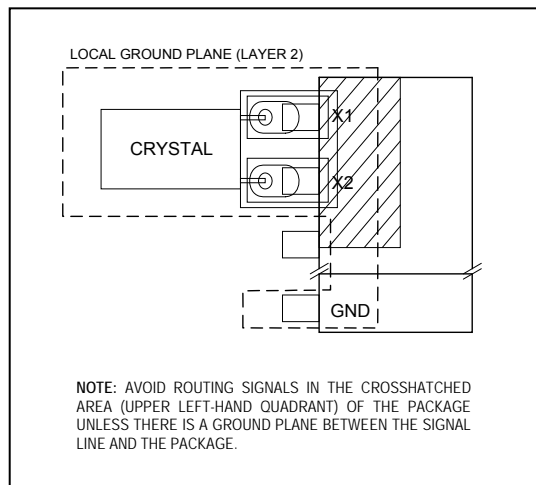 LOCAL GROUND PLANE (LAYER 2)
X1
CRYSTAL
X2
GND
NOTE: AVOID ROUTING SIGNALS IN THE CROSSHATCHED
AREA (UPPER LEFT-HAND QUADRANT) OF THE PACKAGE
UNLESS THERE IS A GROUND PLANE BETWEEN THE SIGNAL
LINE AND THE PACKAGE.